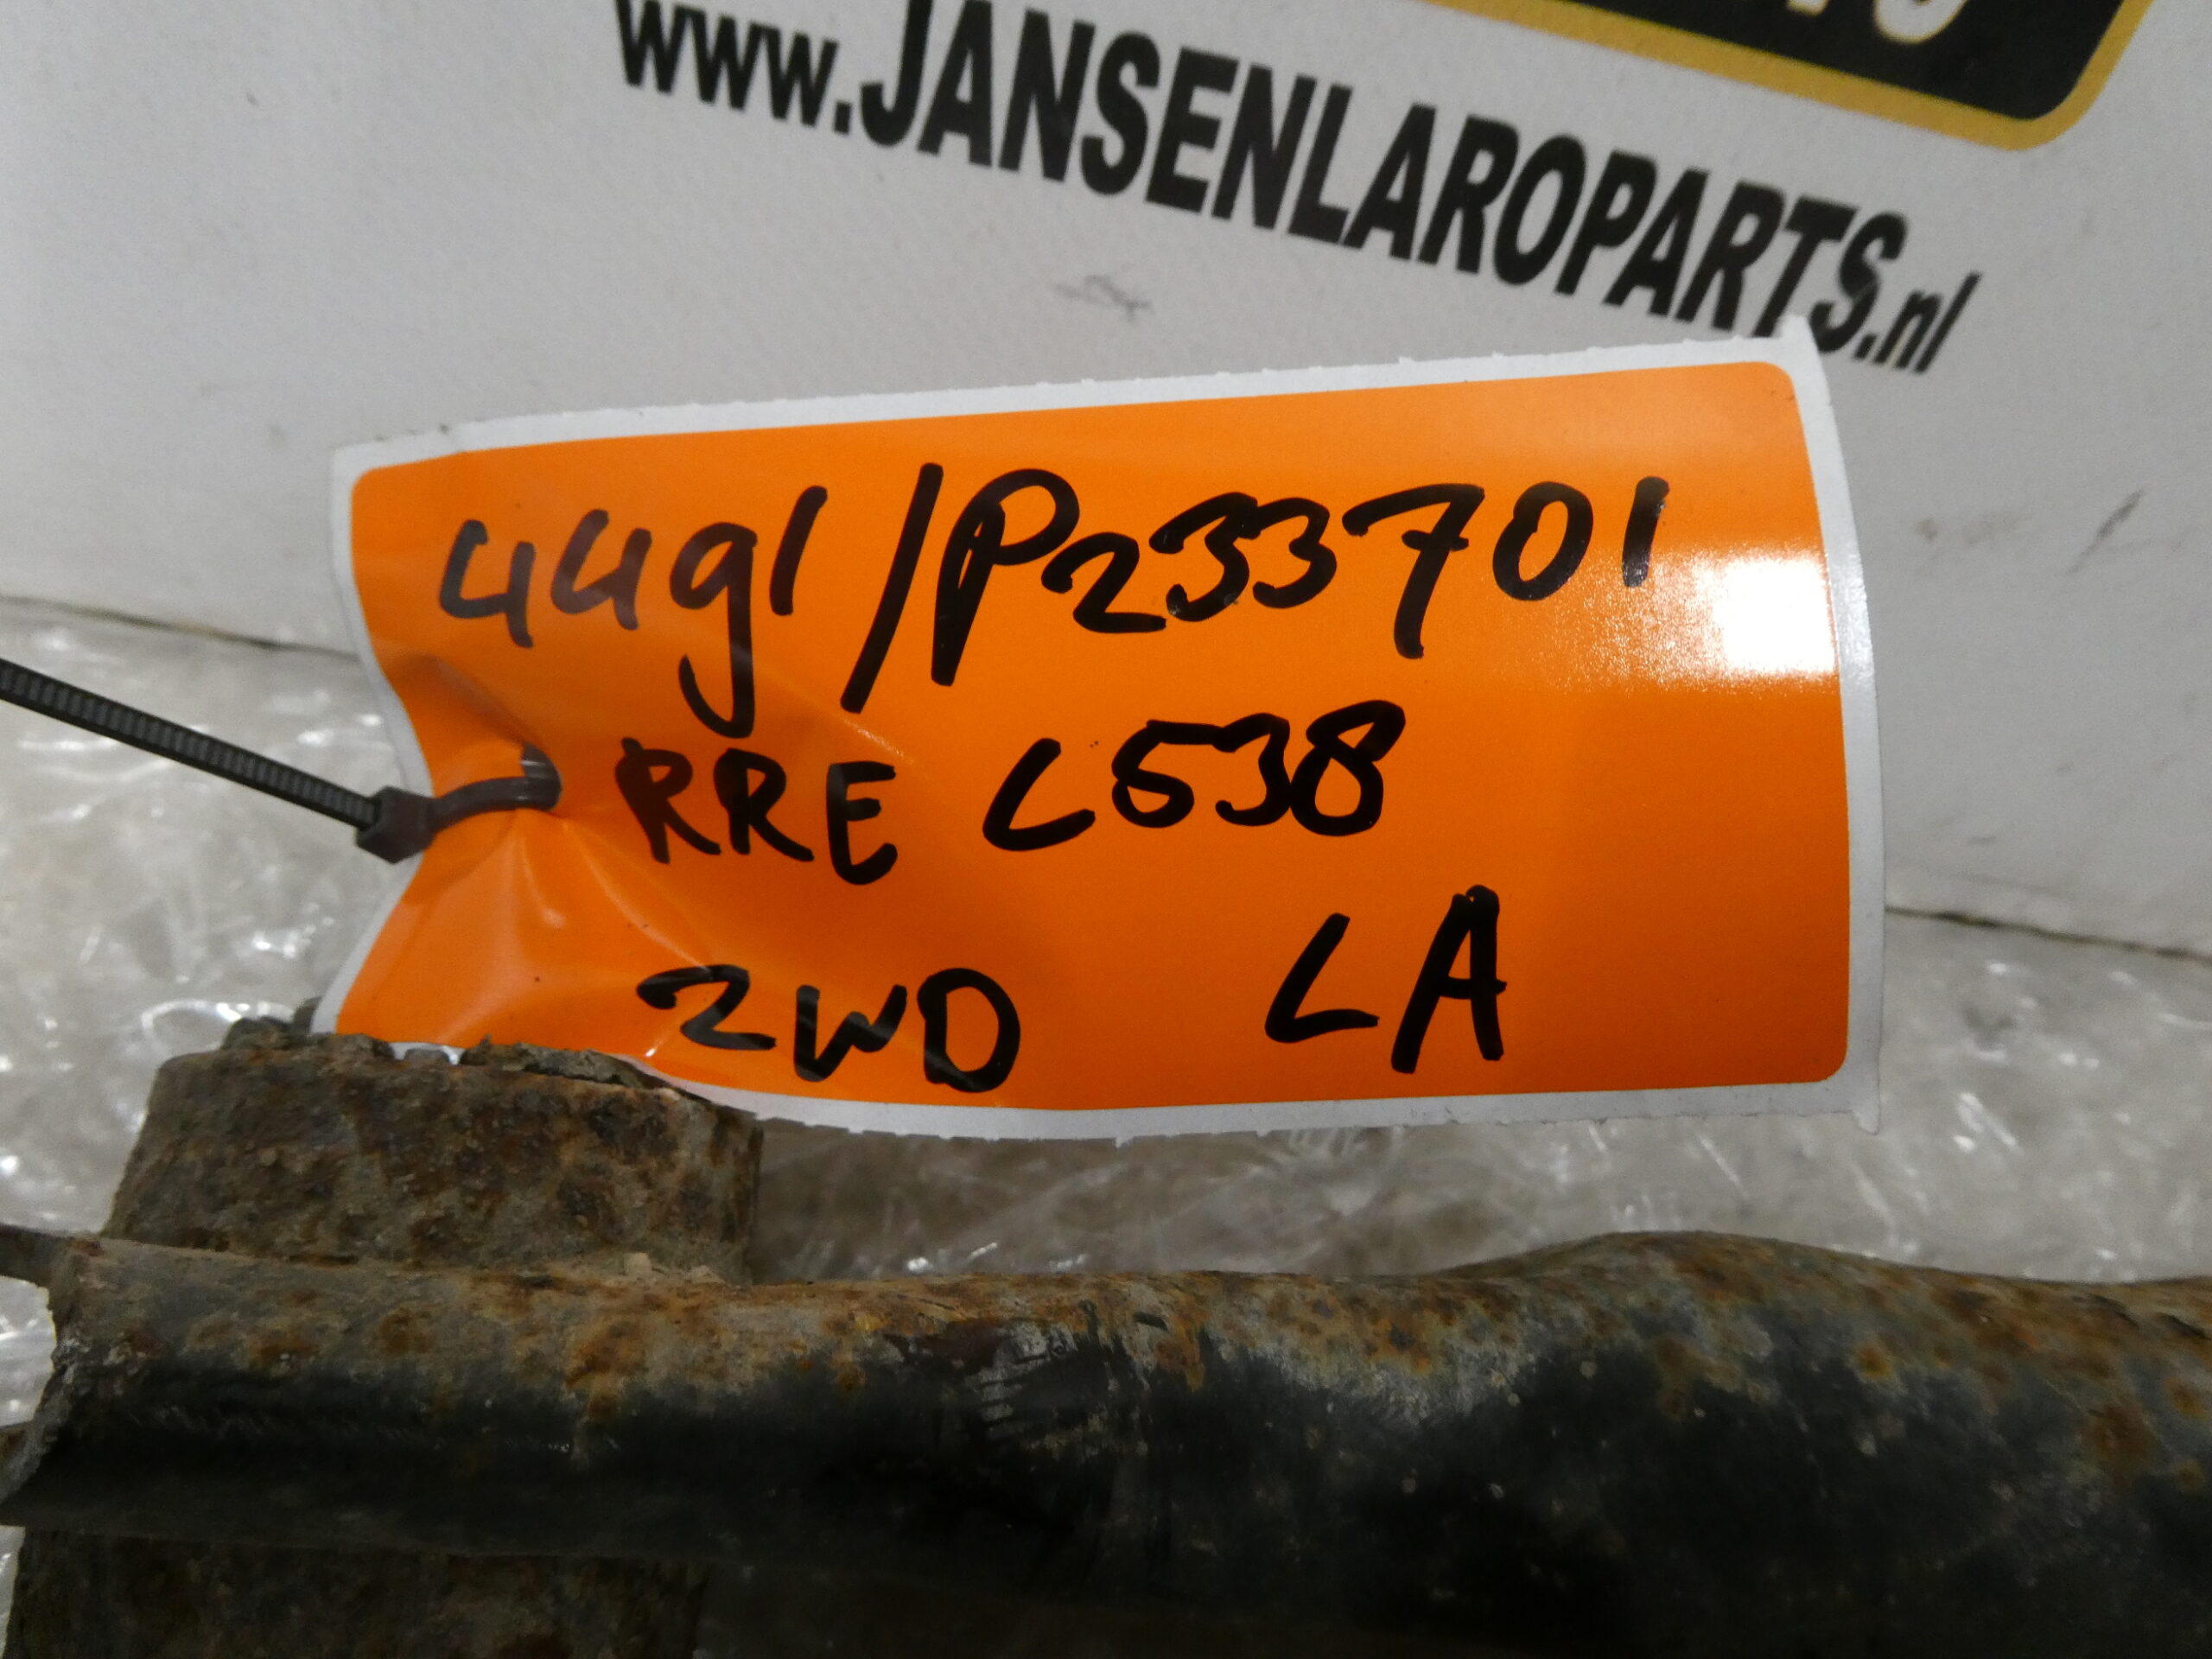 www.JANSENLAROPARTS.nl
4491/P233701
RRE L538
2WD LA